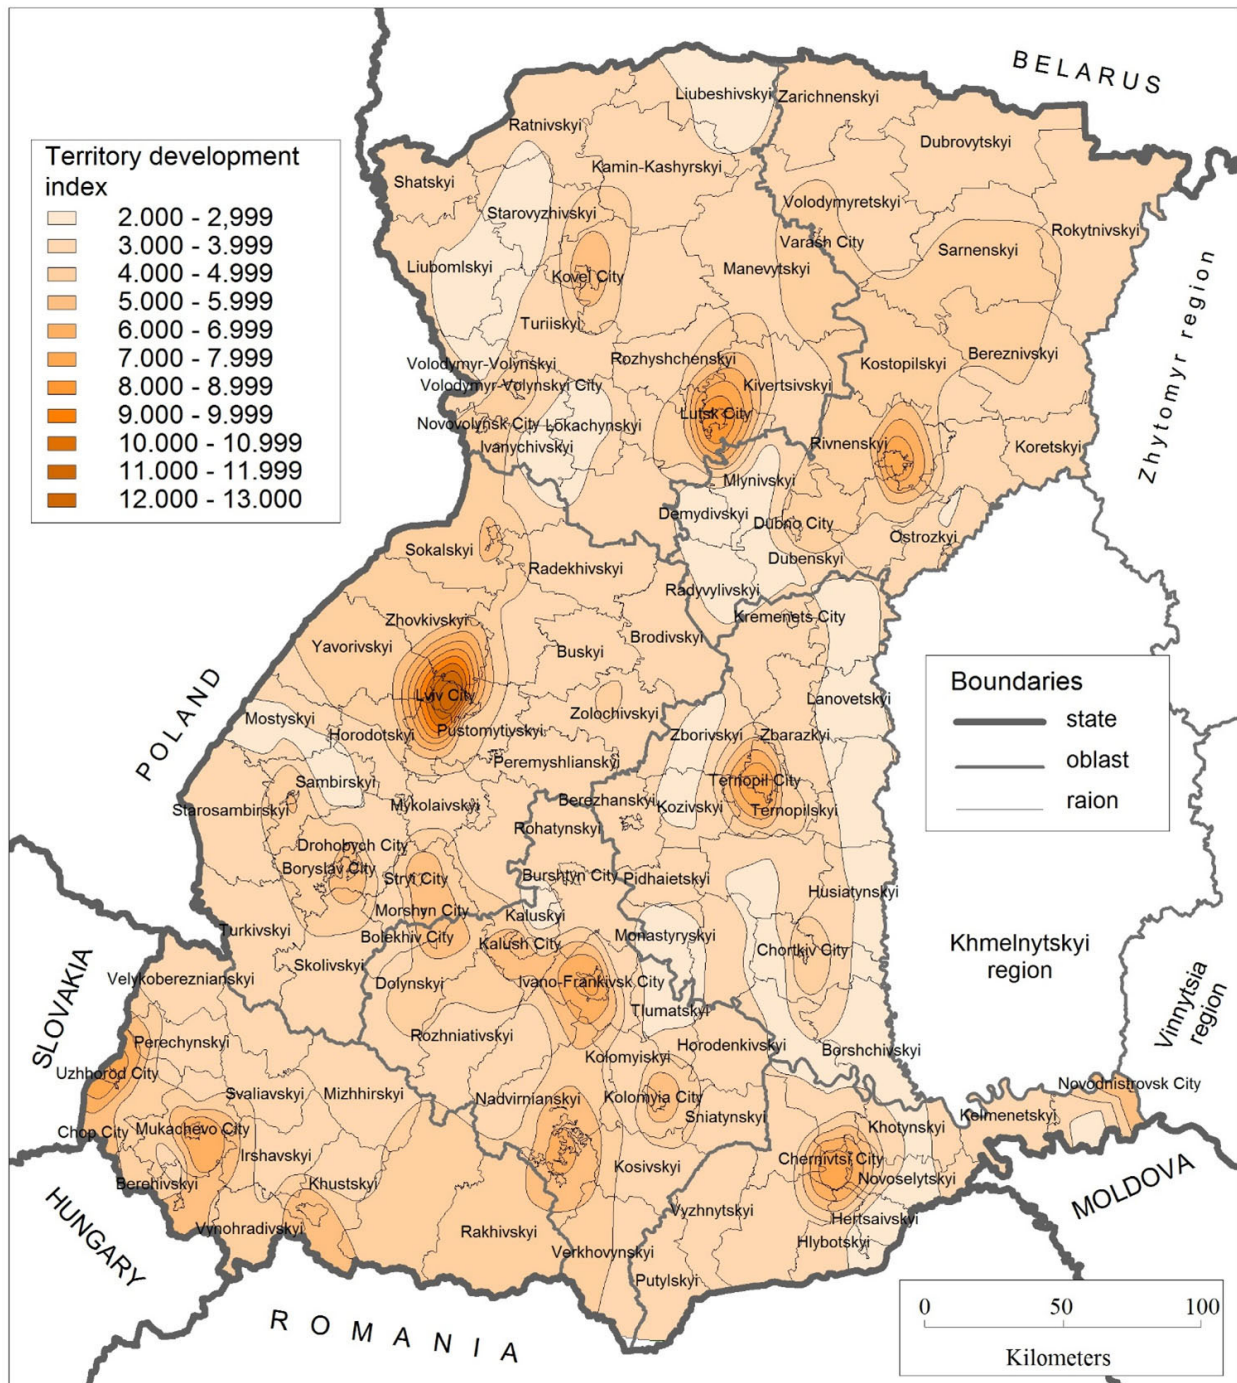 BELARUS
Liubeshivskyi
Zarichnenskyi
Ratnivskyi
Dubrovytskyi
Territory development
index
2.000 - 2,999
3.000 - 3.999
4.000 - 4.999
5.000 - 5.999
6.000 - 6.999
7.000 - 7.999
8.000 - 8.999
9.000 - 9.999
10.000 - 10.999
11.000 - 11.999
12.000 - 13.000
Kamin-Kashyrskyi
Shatskyi
Volodymyretskyi
Starovyzhivskyi
Rokytnivskyi
Varash City
Sarnenskyi
Liubomlskyi
Kovel City
Manevytskyi
Zhytomyr region
Turiiskyi
Bereznivskyi
Rozhyshchenskyi
Kostopilskyi
Volodymyr-Volynskyi
Volodymyr-Volynskyi City
Kivertsivskyi
Lutsk City
Novovolynsk City
Lokachynskyi
Ivanychivskyi
Rivnenskyi
Koretskyi
Mlynivskyi
Demydivskyi
Dubno City
Ostrozkyi
Sokalskyi
Dubenskyi
Radekhivskyi
Radyvylivskyi
Kremenets City
Zhovkivskyi
Brodivskyi
Yavorivskyi
Buskyi
Boundaries
state
oblast
raion
POLAND
Lviv City
Lanovetskyi
Mostyskyi
Zolochivskyi
Horodotskyi
Pustomytivskyi
Zborivskyi
Zbarazkyi
Peremyshlianskyi
Sambirskyi
Ternopil City
Starosambirskyi
Mykolaivskyi
Berezhanskyi
Kozivskyi
Ternopilskyi
Rohatynskyi
Drohobych City
Boryslav City
Stryi City
Burshtyn City
Pidhaietskyi
Husiatynskyi
Morshyn City
Kaluskyi
Turkivskyi
Bolekhiv City
Kalush City
Monastyryskyi
Chortkiv City
Khmelnytskyi
region
Skolivskyi
SLOVAKIA
Velykobereznianskyi
Dolynskyi
Ivano-Frankivsk City
Vinnytsia
region
Tlumatskyi
Perechynskyi
Rozhniativskyi
Horodenkivskyi
Kolomyiskyi
Borshchivskyi
Uzhhorod City
Novodnistrovsk City
Svaliavskyi
Mizhhirskyi
Nadvirnianskyi
Kolomyia City
Sniatynskyi
Kelmenetskyi
Chop City
Mukachevo City
Khotynskyi
Irshavskyi
Kosivskyi
Chernivtsi City
Berehivskyi
Khustskyi
Novoselytskyi
MOLDOVA
HUNGARY
Vynohradivskyi
Rakhivskyi
Vyzhnytskyi
Hertsaivskyi
Hlybotskyi
Verkhovynskyi
Putylskyi
ROMANIA
0 50 100
Kilometers